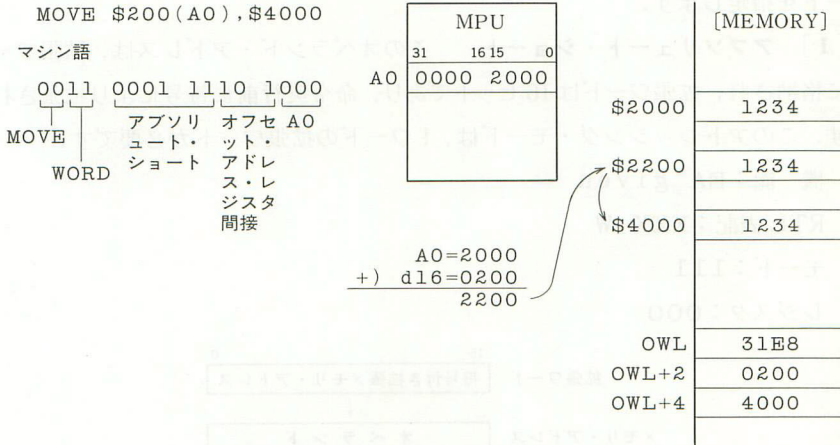 MOVE $200(A0),$4000
マシン語
0011 0001 1110 1000
MOVE
WORD
アブソリ
ュート・
ショート
オフセ
ット・
アドレ
ス・レ
ジスタ
間接
A0
MPU
31 1615 0
A0 0000 2000
A0=2000
+) d16=0200
2200
[MEMORY]
$2000 1234
$2200 1234
$4000 1234
OWL 31E8
OWL+2 0200
OWL+4 4000